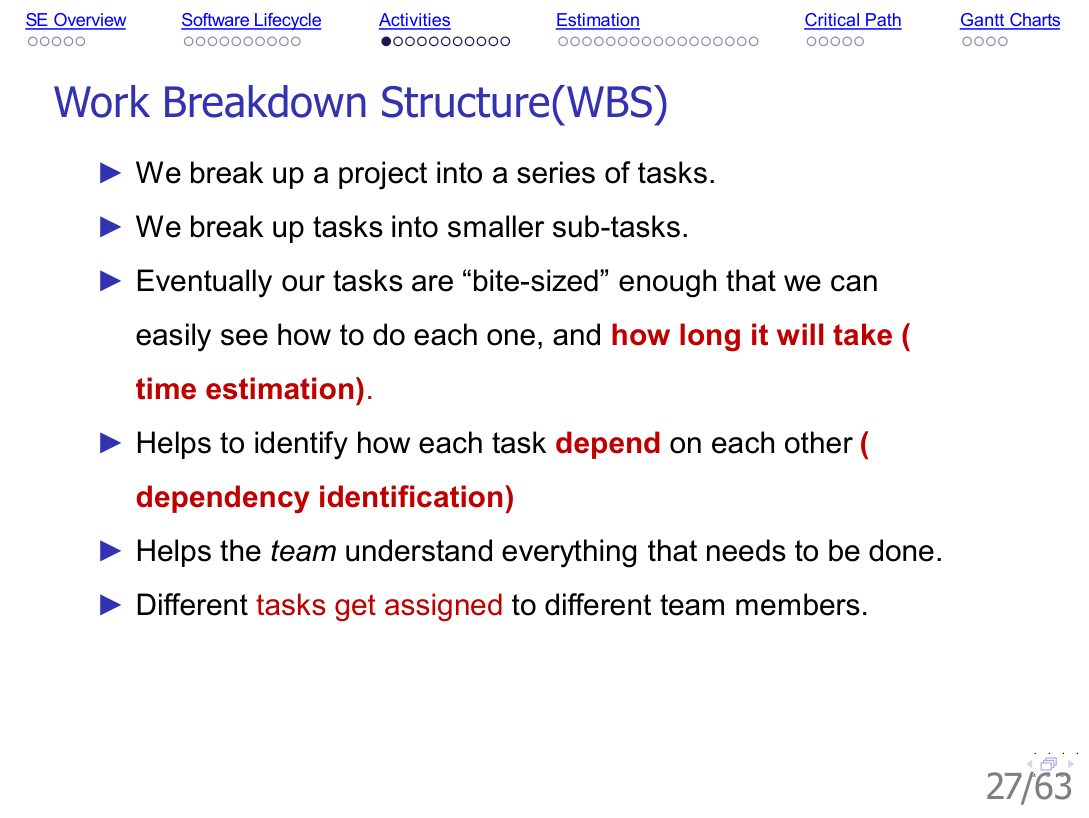 SE Overview Software Lifecycle Activities Estimation Critical Path Gantt Charts
Work Breakdown Structure(WBS)
► We break up a project into a series of tasks.
► We break up tasks into smaller sub-tasks.
► Eventually our tasks are “bite-sized” enough that we can
easily see how to do each one, and how long it will take (
time estimation).
► Helps to identify how each task depend on each other (
dependency identification)
► Helps the team understand everything that needs to be done.
► Different tasks get assigned to different team members.
27/63